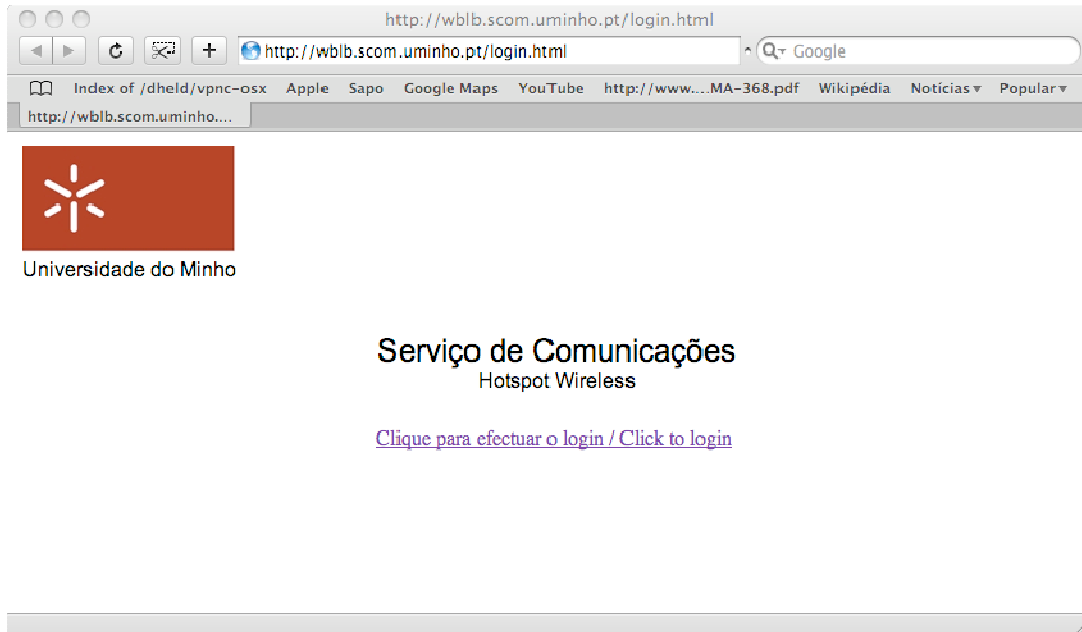 http://wblb.scom.uminho.pt/login.html
http://wblb.scom.uminho.pt/login.html Google
Index of /dheld/vpnc-osx Apple Sapo Google Maps YouTube http://www....MA-368.pdf Wikipédia Notícias Popular
http://wblb.scom.uminho....
Universidade do Minho
Serviço de Comunicações
Hotspot Wireless
Clique para efectuar o login / Click to login